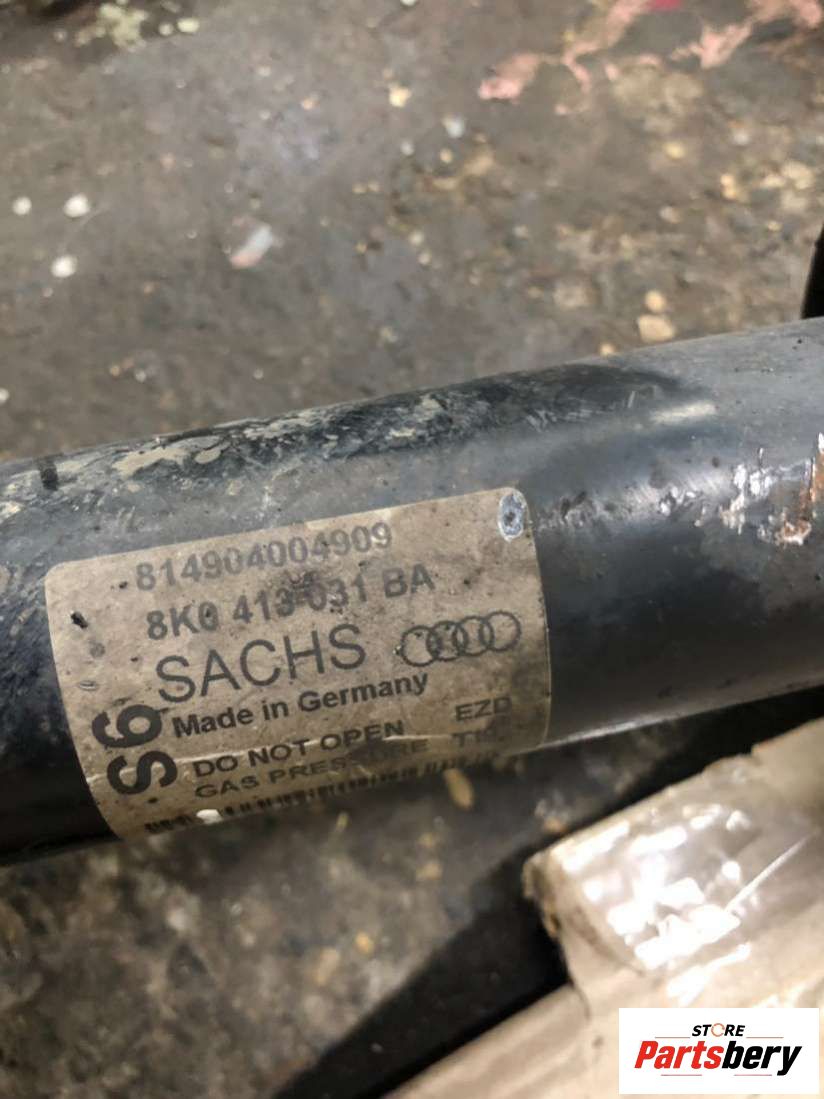 814904004909
8K0 413 031 BA
SACHS
Made in Germany
DO NOT OPEN EZD
GAS PRESSURE
S6
STORE
Partsbery